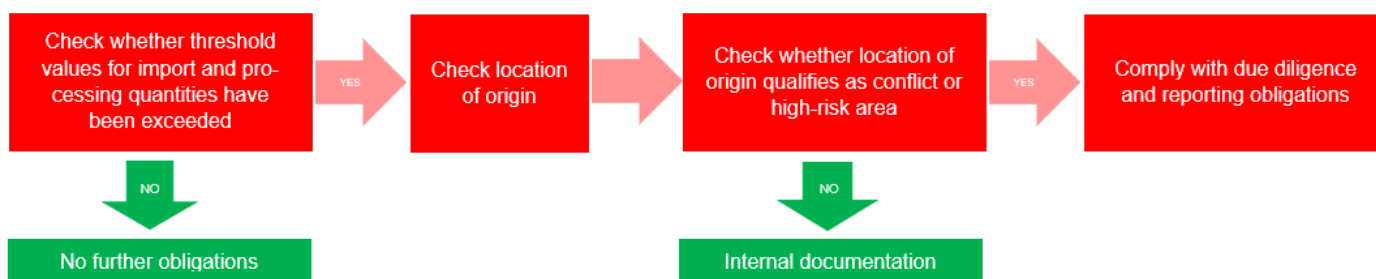 Check whether threshold
values for import and pro-
cessing quantities have
been exceeded
YES
Check location
of origin
Check whether location of
origin qualifies as conflict or
high-risk area
YES
Comply with due diligence
and reporting obligations
NO
NO
No further obligations
Internal documentation